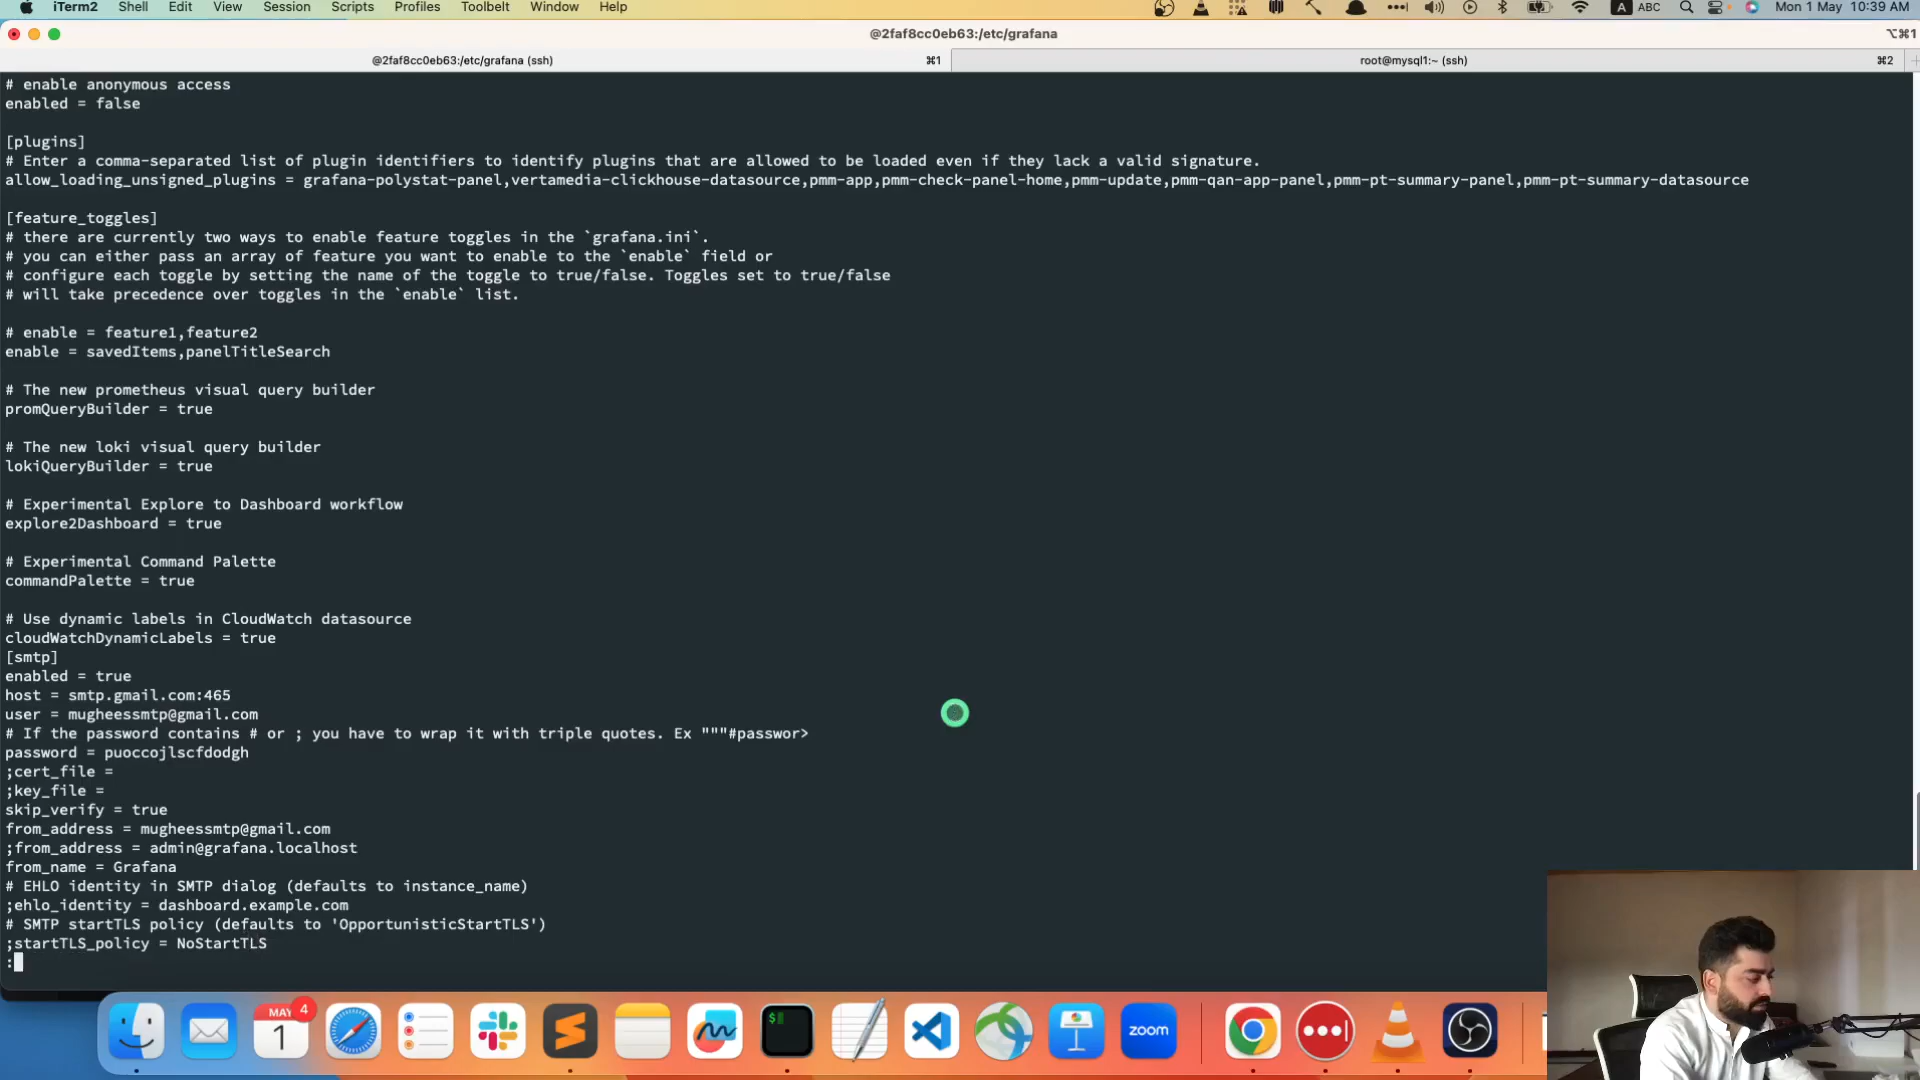 iTerm2 Shell Edit View Session Scripts Profiles Toolbelt Window Help A ABC Mon 1 May 10:39 AM
@2faf8cc0eb63:/etc/grafana ⌥⌘1
@2faf8cc0eb63:/etc/grafana (ssh) ⌘1 root@mysql1:~ (ssh) ⌘2
# enable anonymous access
enabled = false
[plugins]
# Enter a comma-separated list of plugin identifiers to identify plugins that are allowed to be loaded even if they lack a valid signature.
allow_loading_unsigned_plugins = grafana-polystat-panel,vertamedia-clickhouse-datasource,pmm-app,pmm-check-panel-home,pmm-update,pmm-qan-app-panel,pmm-pt-summary-panel,pmm-pt-summary-datasource
[feature_toggles]
# there are currently two ways to enable feature toggles in the `grafana.ini`.
# you can either pass an array of feature you want to enable to the `enable` field or
# configure each toggle by setting the name of the toggle to true/false. Toggles set to true/false
# will take precedence over toggles in the `enable` list.
# enable = feature1,feature2
enable = savedItems,panelTitleSearch
# The new prometheus visual query builder
promQueryBuilder = true
# The new loki visual query builder
lokiQueryBuilder = true
# Experimental Explore to Dashboard workflow
explore2Dashboard = true
# Experimental Command Palette
commandPalette = true
# Use dynamic labels in CloudWatch datasource
cloudWatchDynamicLabels = true
[smtp]
enabled = true
host = smtp.gmail.com:465
user = mugheessmtp@gmail.com
# If the password contains # or ; you have to wrap it with triple quotes. Ex """#passwor>
password = puoccojlscfdodgh
;cert_file =
;key_file =
skip_verify = true
from_address = mugheessmtp@gmail.com
;from_address = admin@grafana.localhost
from_name = Grafana
# EHLO identity in SMTP dialog (defaults to instance_name)
;ehlo_identity = dashboard.example.com
# SMTP startTLS policy (defaults to 'OpportunisticStartTLS')
;startTLS_policy = NoStartTLS
:
MAY 4
1
$
zoom